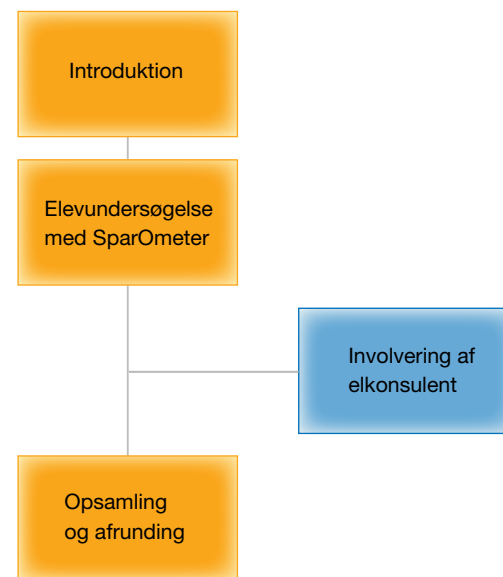 Introduktion
Elevundersøgelse
med SparOmeter
Involvering af
elkonsulent
Opsamling
og afrunding